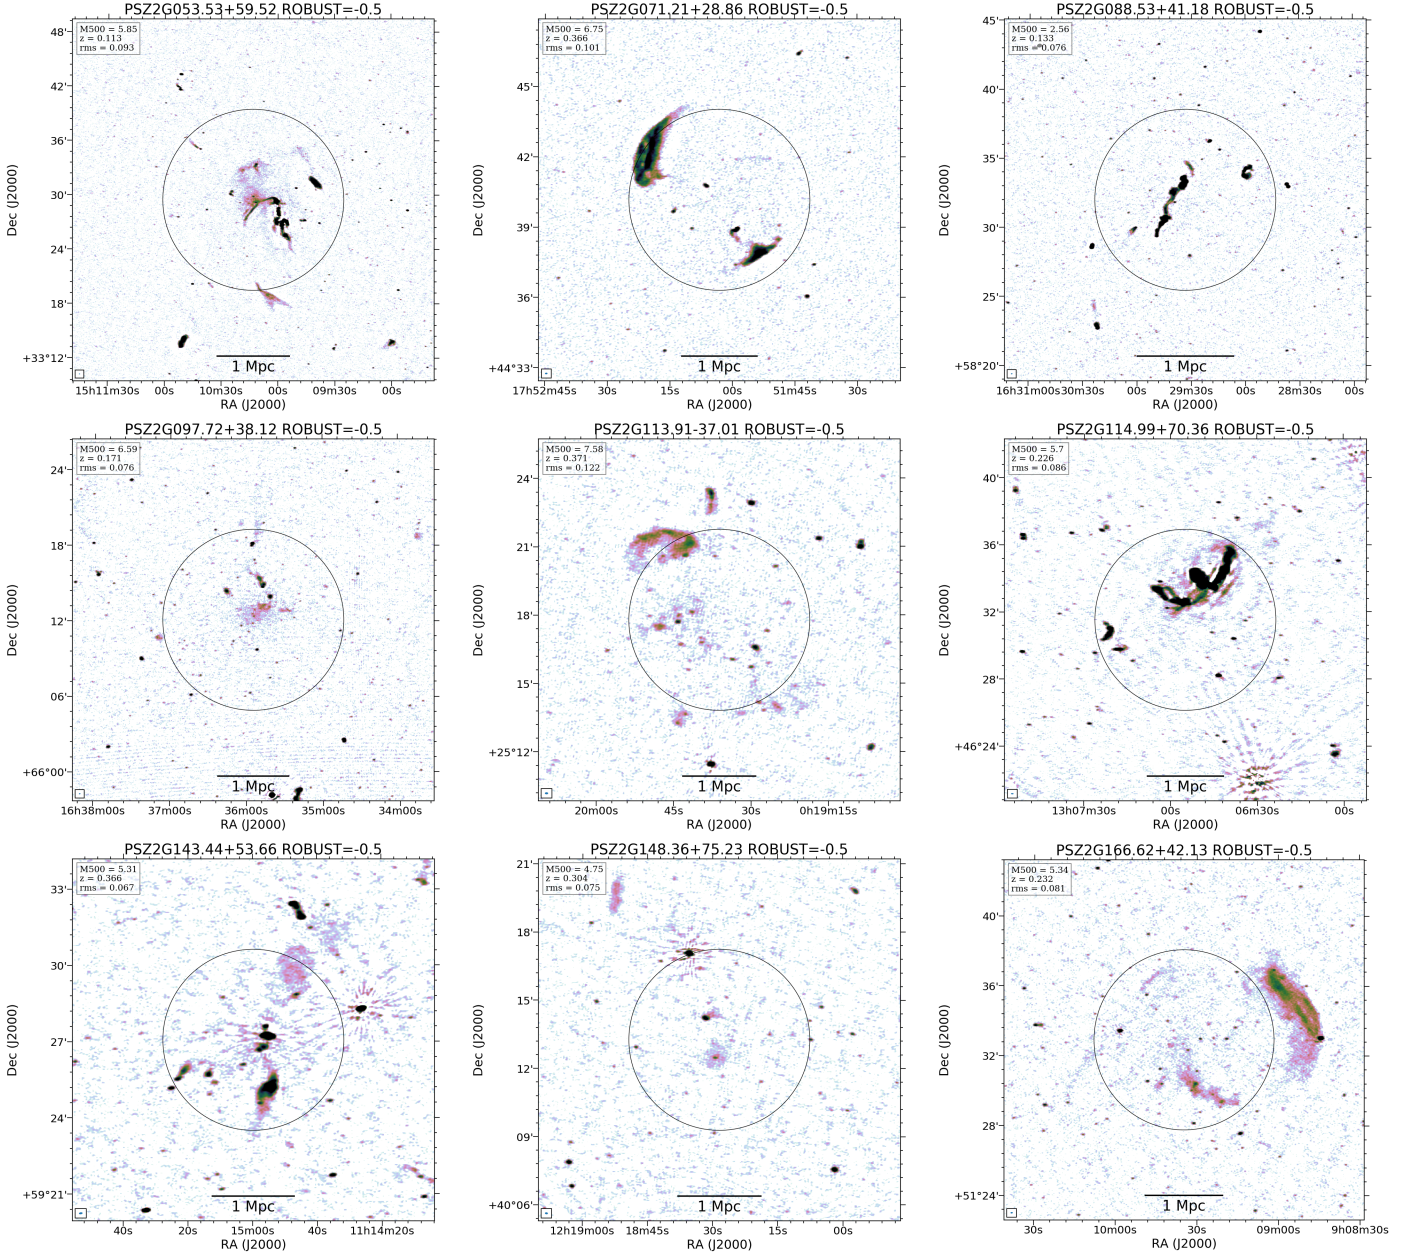 PSZ2G053.53+59.52 ROBUST=-0.5
M500 = 5.85
z = 0.113
rms = 0.093
48'
42'
36'
30'
24'
18'
+33°12'
Dec (J2000)
1 Mpc
15h11m30s 00s 10m30s 00s 09m30s 00s
RA (J2000)
PSZ2G071.21+28.86 ROBUST=-0.5
M500 = 6.75
z = 0.366
rms = 0.101
45'
42'
39'
36'
+44°33'
Dec (J2000)
1 Mpc
17h52m45s 30s 15s 00s 51m45s 30s
RA (J2000)
PSZ2G088.53+41.18 ROBUST=-0.5
M500 = 2.56
z = 0.133
rms = 0.076
45'
40'
35'
30'
25'
+58°20'
Dec (J2000)
1 Mpc
16h31m00s30m30s 00s 29m30s 00s 28m30s 00s
RA (J2000)
PSZ2G097.72+38.12 ROBUST=-0.5
M500 = 6.59
z = 0.171
rms = 0.076
24'
18'
12'
06'
+66°00'
Dec (J2000)
1 Mpc
16h38m00s 37m00s 36m00s 35m00s 34m00s
RA (J2000)
PSZ2G113.91-37.01 ROBUST=-0.5
M500 = 7.58
z = 0.371
rms = 0.122
24'
21'
18'
15'
+25°12'
Dec (J2000)
1 Mpc
20m00s 45s 30s 0h19m15s
RA (J2000)
PSZ2G114.99+70.36 ROBUST=-0.5
M500 = 5.7
z = 0.226
rms = 0.086
40'
36'
32'
28'
+46°24'
Dec (J2000)
1 Mpc
13h07m30s 00s 06m30s 00s
RA (J2000)
PSZ2G143.44+53.66 ROBUST=-0.5
M500 = 5.31
z = 0.366
rms = 0.067
33'
30'
27'
24'
+59°21'
Dec (J2000)
1 Mpc
40s 20s 15m00s 40s 11h14m20s
RA (J2000)
PSZ2G148.36+75.23 ROBUST=-0.5
M500 = 4.75
z = 0.304
rms = 0.075
21'
18'
15'
12'
09'
+40°06'
Dec (J2000)
1 Mpc
12h19m00s 18m45s 30s 15s 00s
RA (J2000)
PSZ2G166.62+42.13 ROBUST=-0.5
M500 = 5.34
z = 0.232
rms = 0.081
40'
36'
32'
28'
+51°24'
Dec (J2000)
1 Mpc
30s 10m00s 30s 09m00s 9h08m30s
RA (J2000)